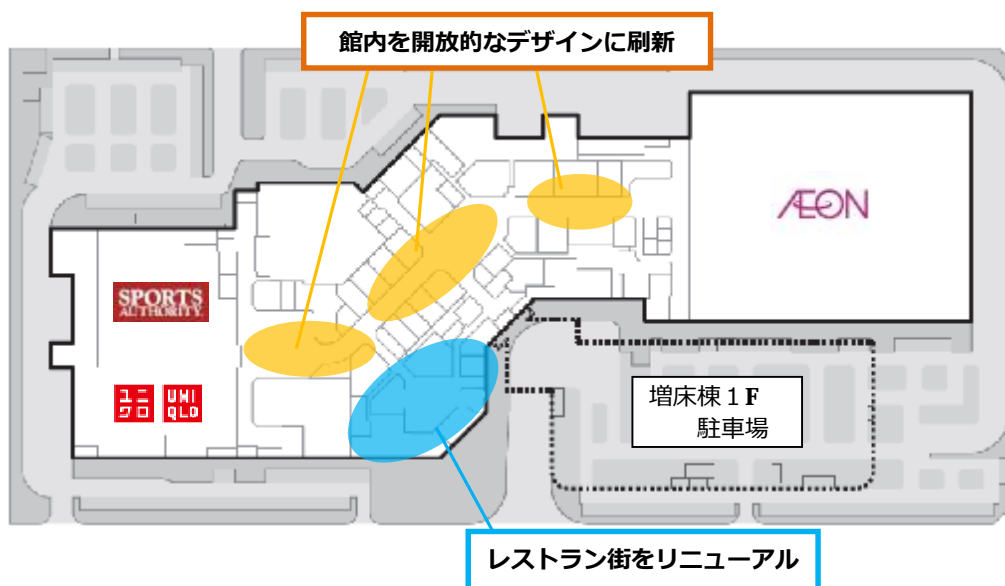 館内を開放的なデザインに刷新
ÆON
SPORTS
AUTHORITY.
ユニ
クロ
UNI
QLO
増床棟1F
駐車場
レストラン街をリニューアル